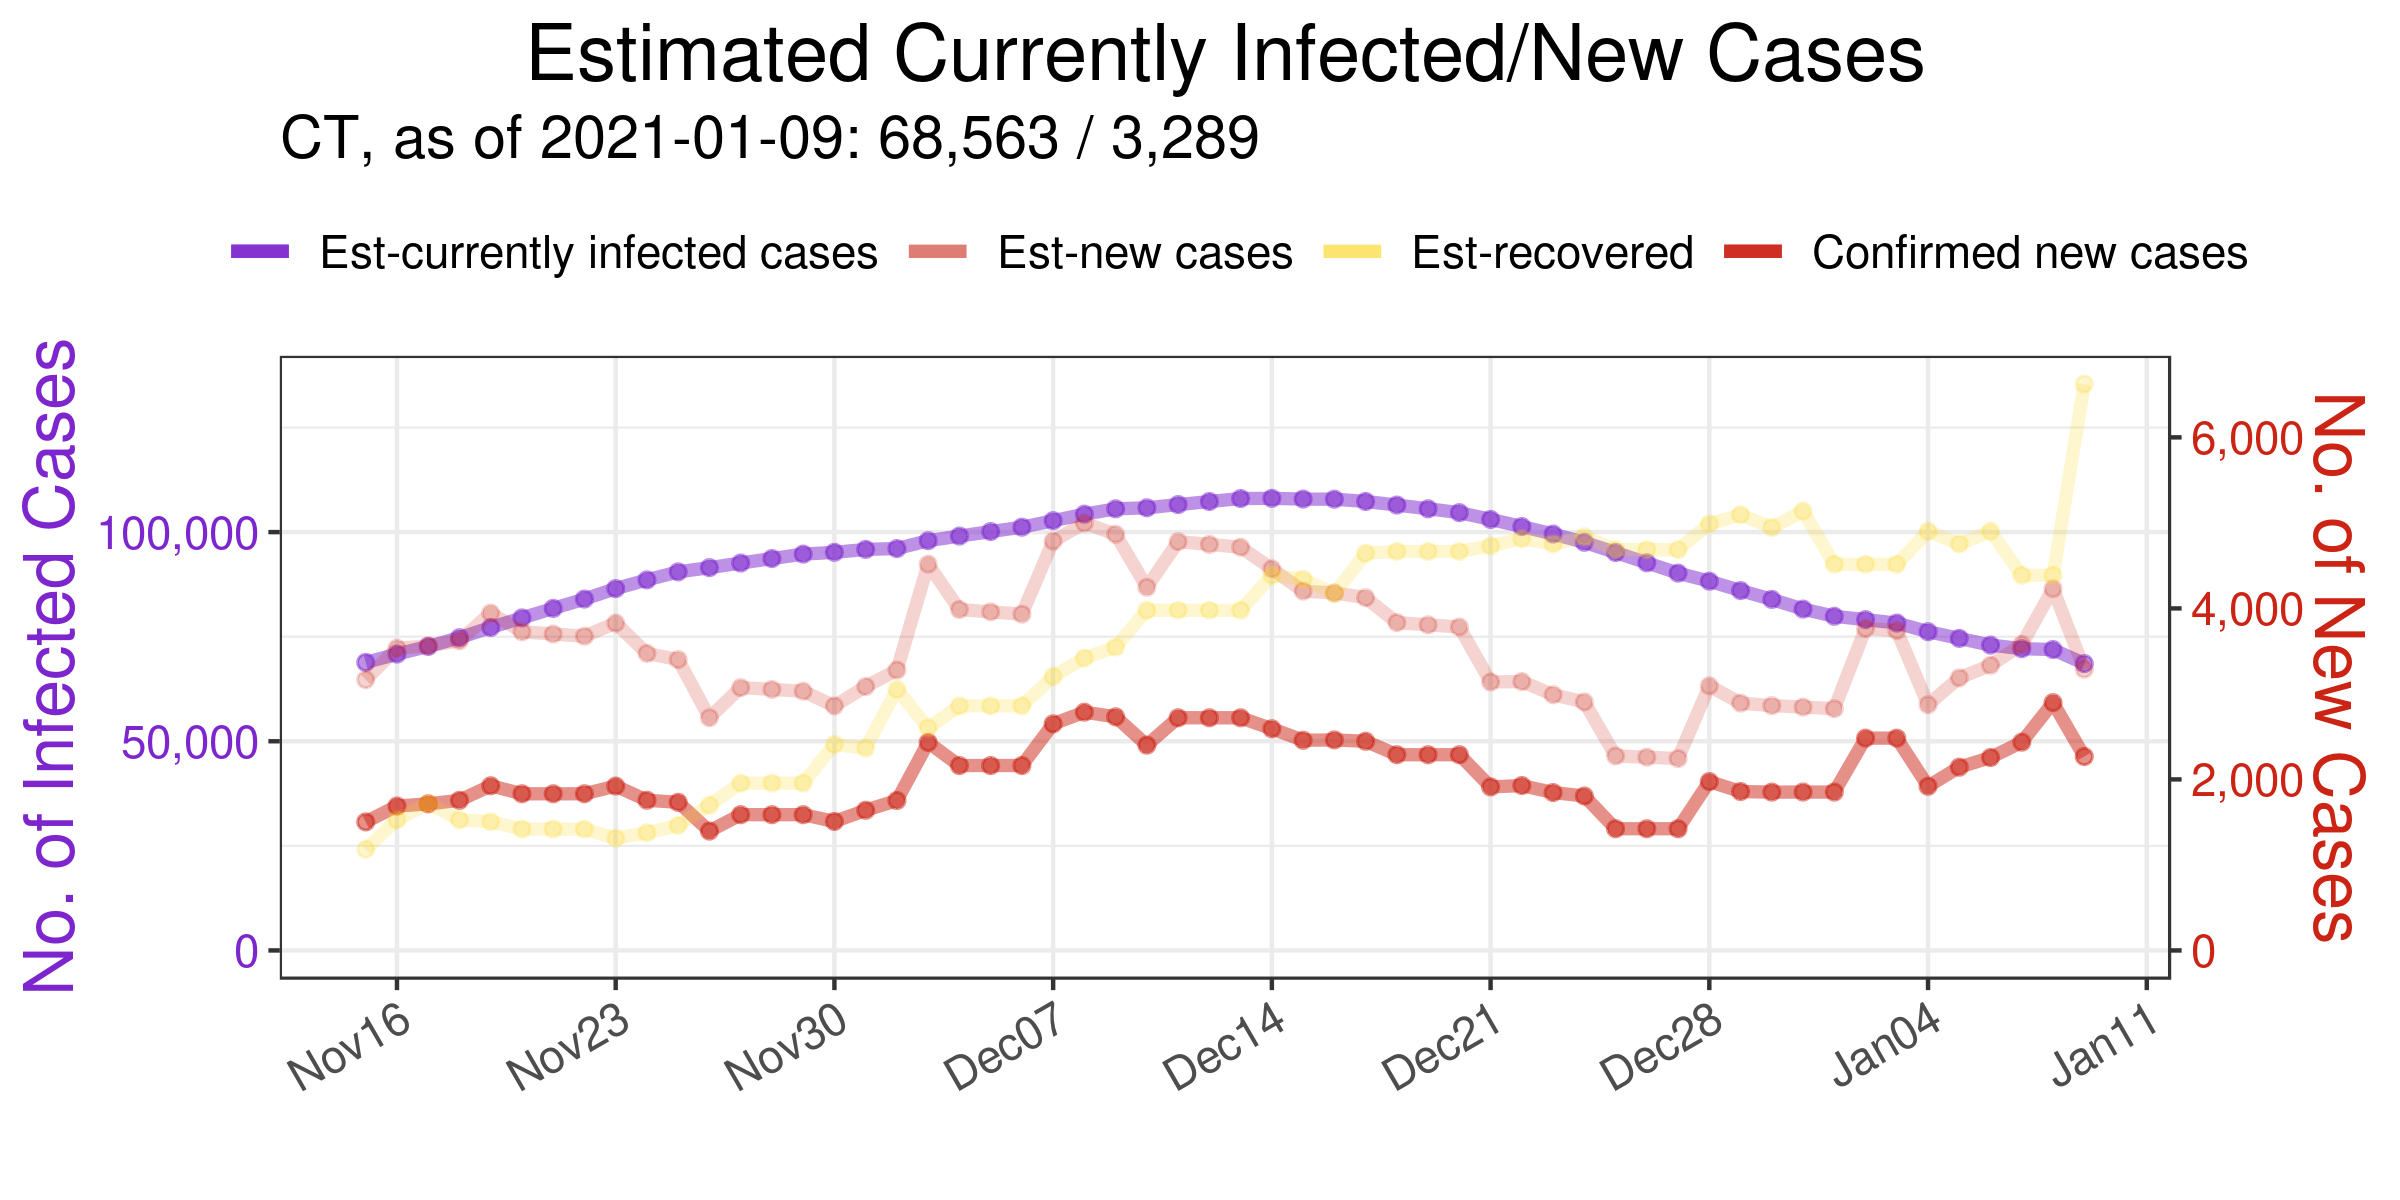 Estimated Currently Infected/New Cases
CT, as of 2021-01-09: 68,563 / 3,289
Est-currently infected cases Est-new cases Est-recovered Confirmed new cases
No. of Infected Cases
100,000
50,000
0
6,000
4,000
2,000
0
No. of New Cases
Nov16 Nov23 Nov30 Dec07 Dec14 Dec21 Dec28 Jan04 Jan11